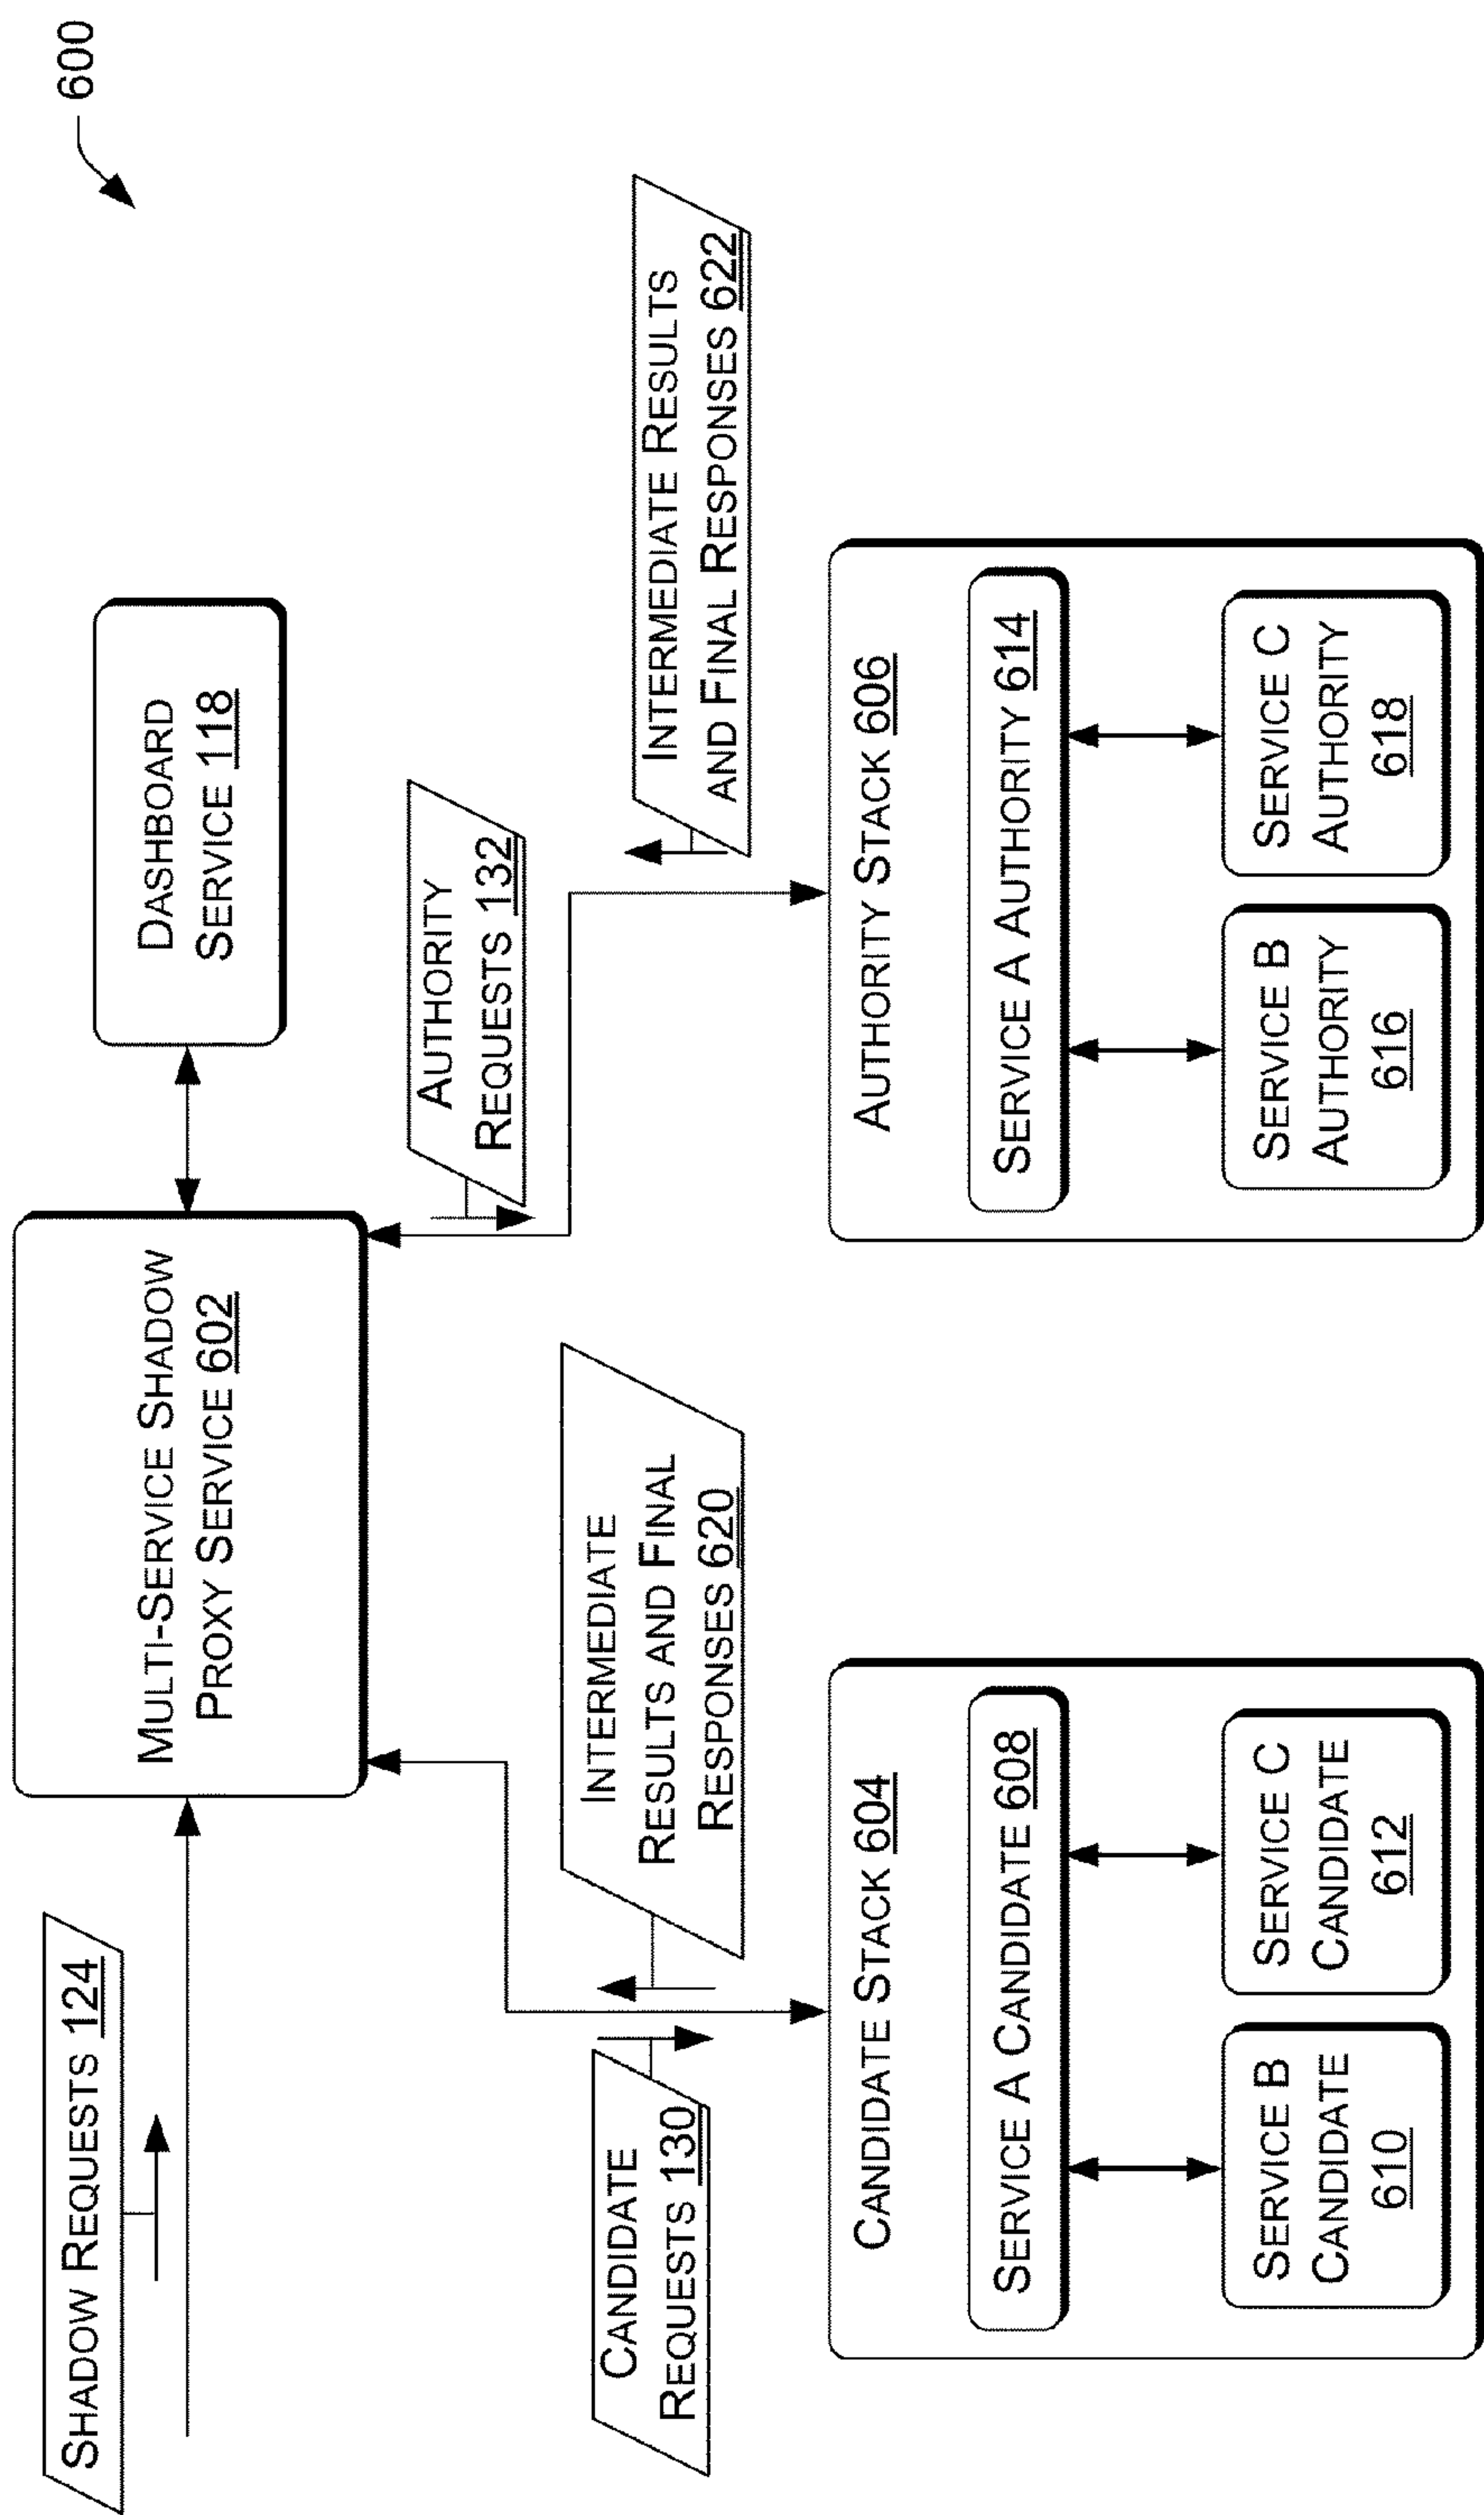 600
SHADOW REQUESTS 124
MULTI-SERVICE SHADOW
PROXY SERVICE 602
DASHBOARD
SERVICE 118
AUTHORITY
REQUESTS 132
CANDIDATE
REQUESTS 130
INTERMEDIATE
RESULTS AND FINAL
RESPONSES 620
INTERMEDIATE RESULTS
AND FINAL RESPONSES 622
CANDIDATE STACK 604
SERVICE A CANDIDATE 608
SERVICE B
CANDIDATE
610
SERVICE C
CANDIDATE
612
AUTHORITY STACK 606
SERVICE A AUTHORITY 614
SERVICE B
AUTHORITY
616
SERVICE C
AUTHORITY
618